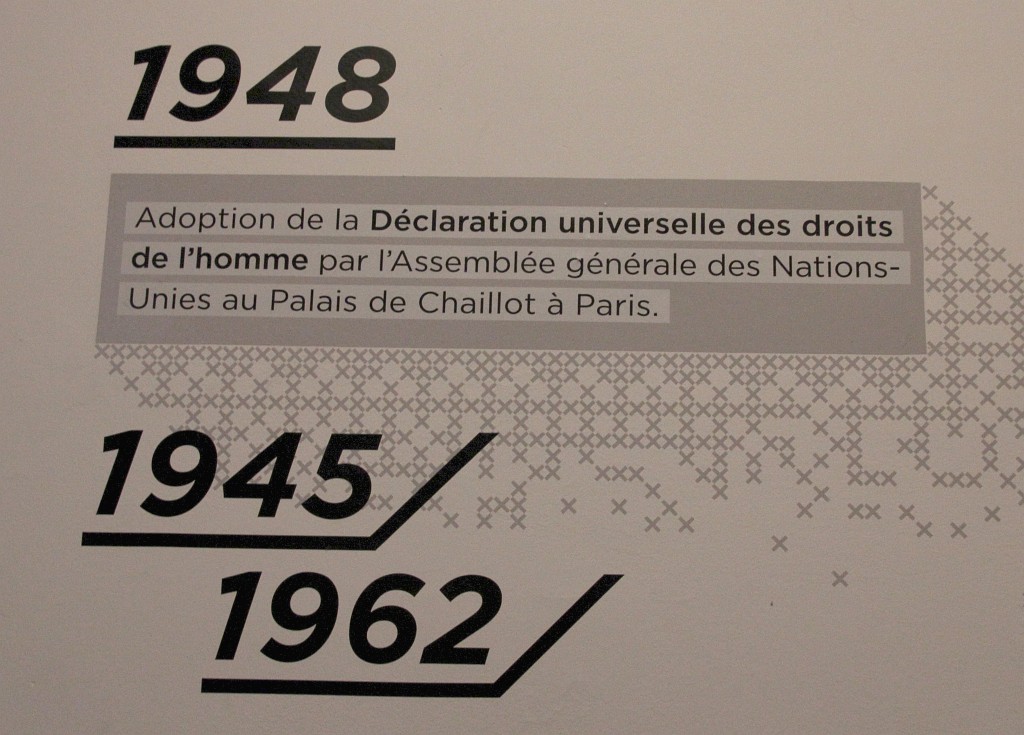 1948
Adoption de la Déclaration universelle des droits
de l'homme par l'Assemblée générale des Nations-
Unies au Palais de Chaillot à Paris.
1945/
1962/